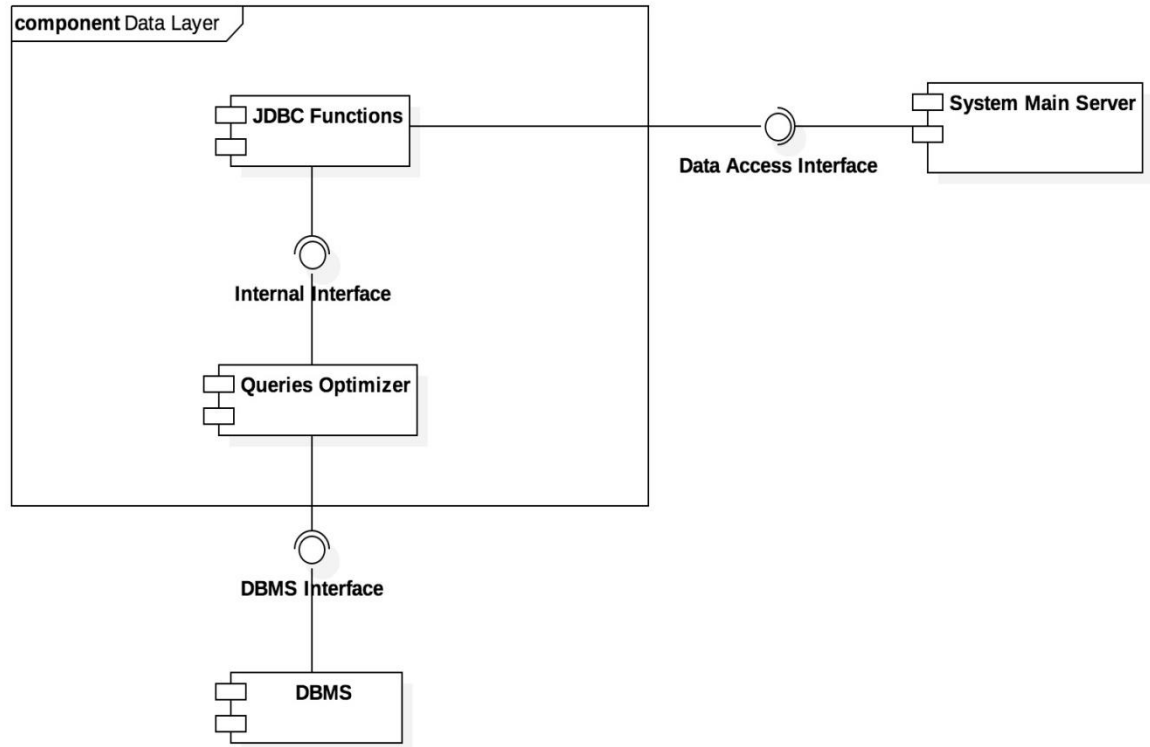 component Data Layer
JDBC Functions
System Main Server
Data Access Interface
Internal Interface
Queries Optimizer
DBMS Interface
DBMS